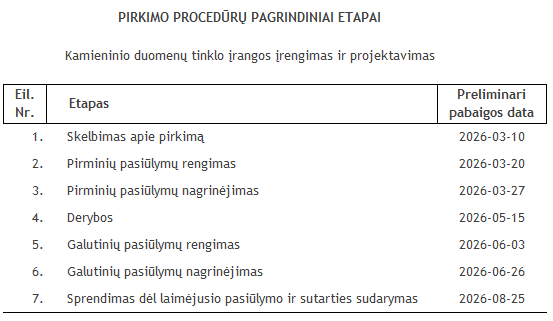 PIRKIMO PROCEDŪRŲ PAGRINDINIAI ETAPAI
Kamieninio duomenų tinklo įrangos įrengimas ir projektavimas
Eil. Nr. Etapas Preliminari pabaigos data
1. Skelbimas apie pirkimą 2026-03-10
2. Pirminių pasiūlymų rengimas 2026-03-20
3. Pirminių pasiūlymų nagrinėjimas 2026-03-27
4. Derybos 2026-05-15
5. Galutinių pasiūlymų rengimas 2026-06-03
6. Galutinių pasiūlymų nagrinėjimas 2026-06-26
7. Sprendimas dėl laimėjusio pasiūlymo ir sutarties sudarymas 2026-08-25